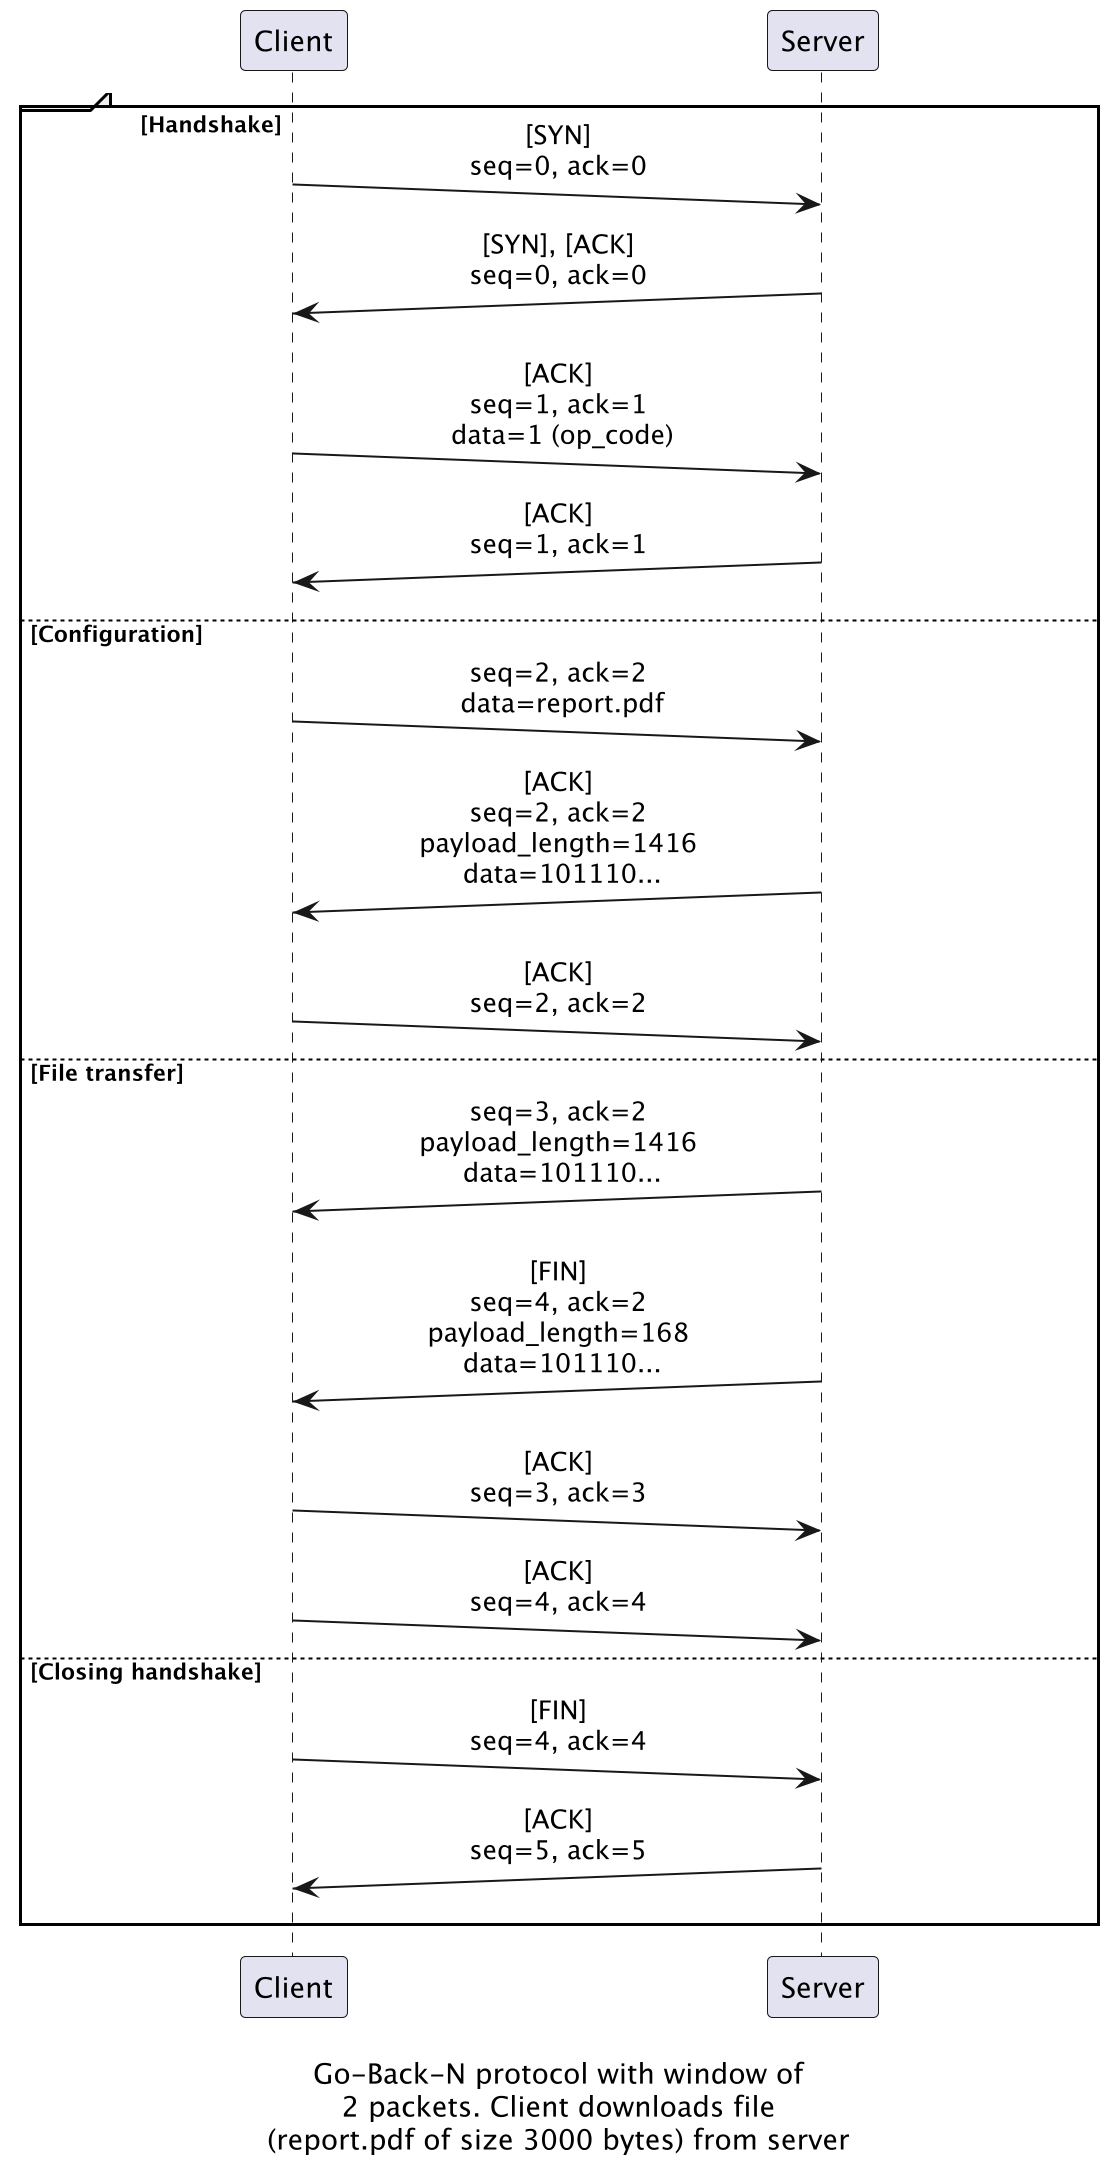 Client
Server
[Handshake]
[SYN]
seq=0, ack=0
[SYN], [ACK]
seq=0, ack=0
[ACK]
seq=1, ack=1
data=1 (op_code)
[ACK]
seq=1, ack=1
[Configuration]
seq=2, ack=2
data=report.pdf
[ACK]
seq=2, ack=2
payload_length=1416
data=101110...
[ACK]
seq=2, ack=2
[File transfer]
seq=3, ack=2
payload_length=1416
data=101110...
[FIN]
seq=4, ack=2
payload_length=168
data=101110...
[ACK]
seq=3, ack=3
[ACK]
seq=4, ack=4
[Closing handshake]
[FIN]
seq=4, ack=4
[ACK]
seq=5, ack=5
Client
Server
Go-Back-N protocol with window of
2 packets. Client downloads file
(report.pdf of size 3000 bytes) from server